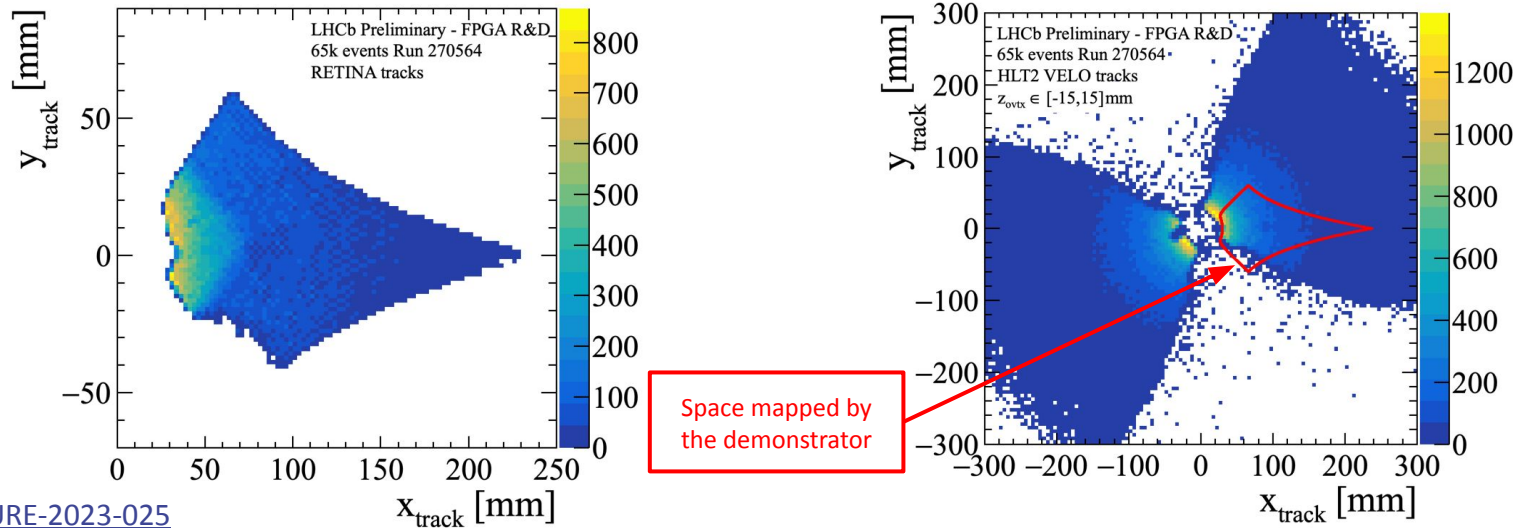 LHCb Preliminary - FPGA R&D
65k events Run 270564
RETINA tracks
y_track [mm]
50
0
−50
0 50 100 150 200 250
x_track [mm]
800
700
600
500
400
300
200
100
0
LHCb Preliminary - FPGA R&D
65k events Run 270564
HLT2 VELO tracks
z_ovtx ∈ [-15,15]mm
y_track [mm]
300
200
100
0
−100
−200
−300
−300 −200 −100 0 100 200 300
x_track [mm]
1200
1000
800
600
400
200
0
Space mapped by
the demonstrator
URE-2023-025